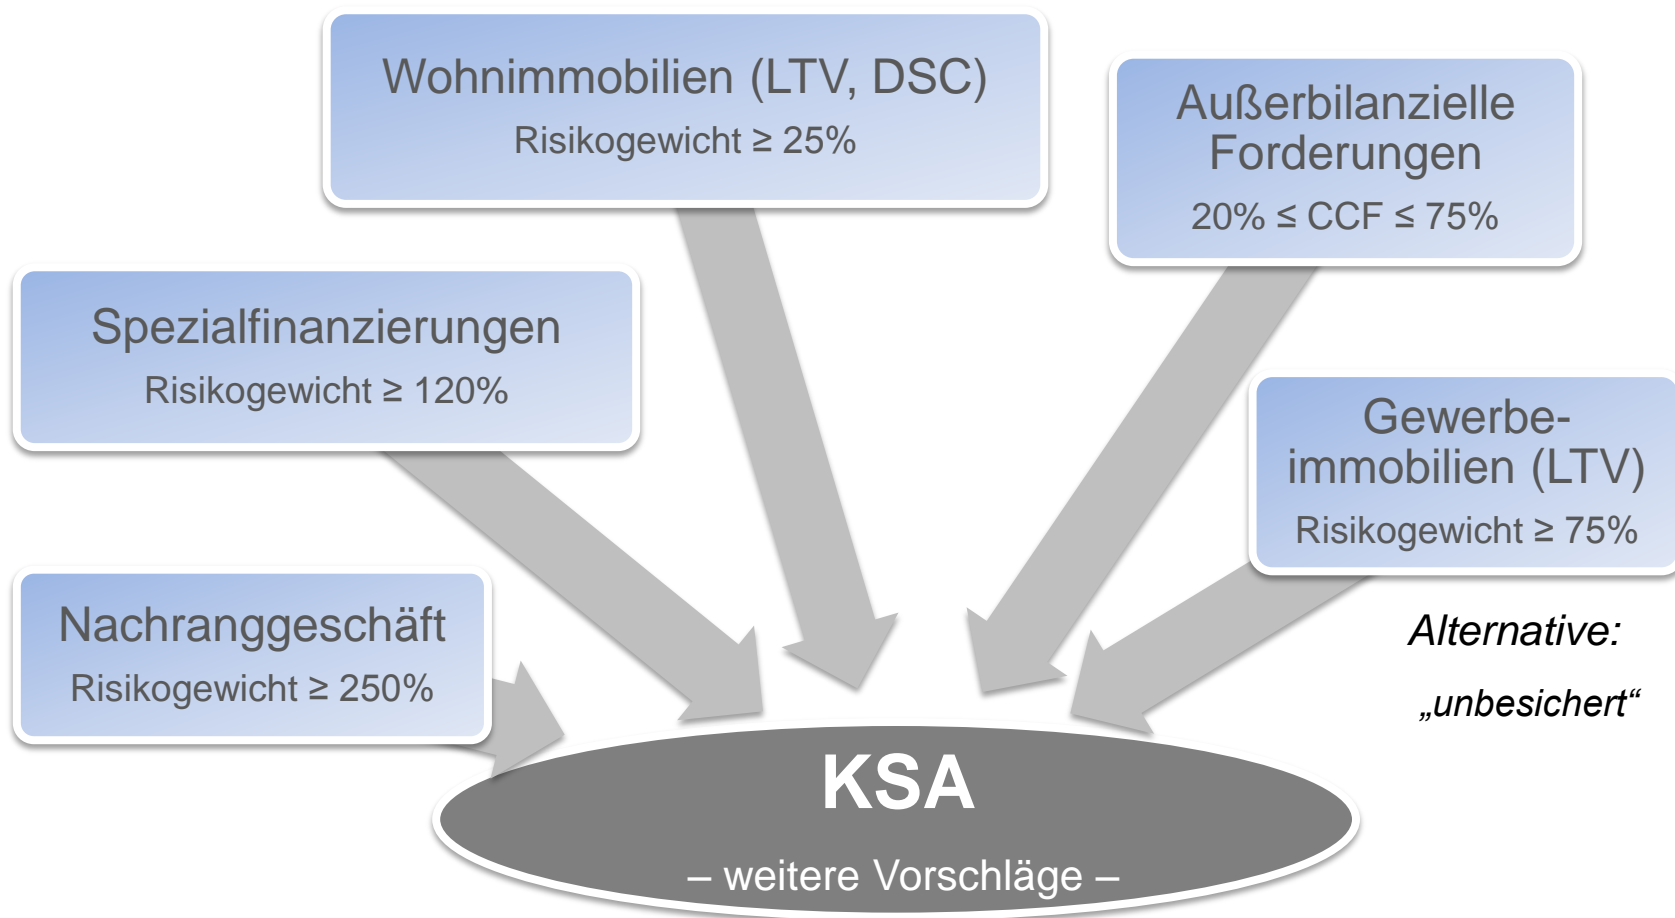 Wohnimmobilien (LTV, DSC)
Risikogewicht ≥ 25%
Außerbilanzielle
Forderungen
20% ≤ CCF ≤ 75%
Spezialfinanzierungen
Risikogewicht ≥ 120%
Gewerbe-
immobilien (LTV)
Risikogewicht ≥ 75%
Nachranggeschäft
Risikogewicht ≥ 250%
Alternative:
„unbesichert“
KSA
– weitere Vorschläge –